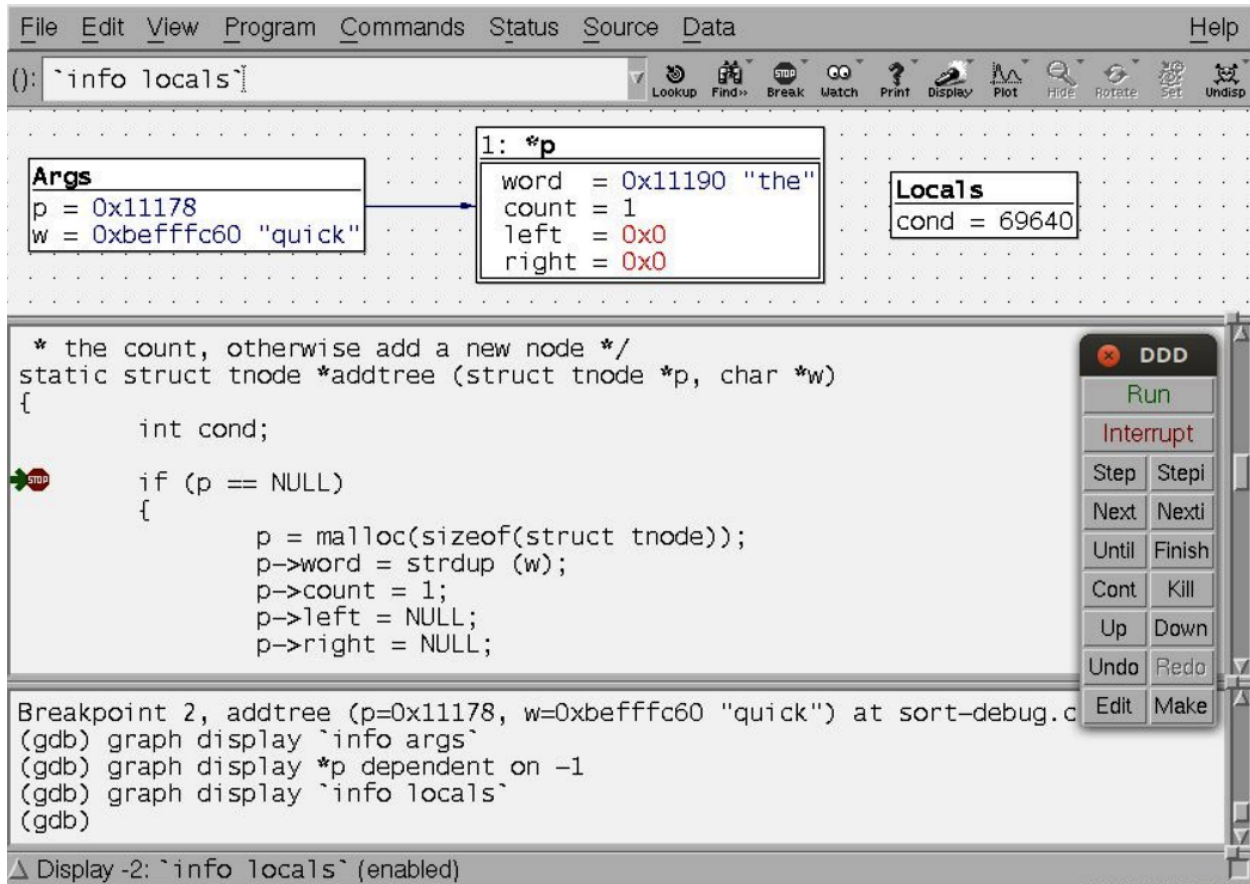 File Edit View Program Commands Status Source Data Help
(): `info locals`
Lookup Find>> Break Watch Print Display Plot Hide Rotate Set Undisp
STOP
Args
p = 0x11178
w = 0xbefffc60 "quick"
1: *p
word = 0x11190 "the"
count = 1
left = 0x0
right = 0x0
Locals
cond = 69640
* the count, otherwise add a new node */
static struct tnode *addtree (struct tnode *p, char *w)
{
int cond;
STOP if (p == NULL)
{
p = malloc(sizeof(struct tnode));
p->word = strdup (w);
p->count = 1;
p->left = NULL;
p->right = NULL;
DDD
Run
Interrupt
Step Stepi
Next Nexti
Until Finish
Cont Kill
Up Down
Undo Redo
Edit Make
Breakpoint 2, addtree (p=0x11178, w=0xbefffc60 "quick") at sort-debug.c
(gdb) graph display `info args`
(gdb) graph display *p dependent on -1
(gdb) graph display `info locals`
(gdb)
Display -2: `info locals` (enabled)